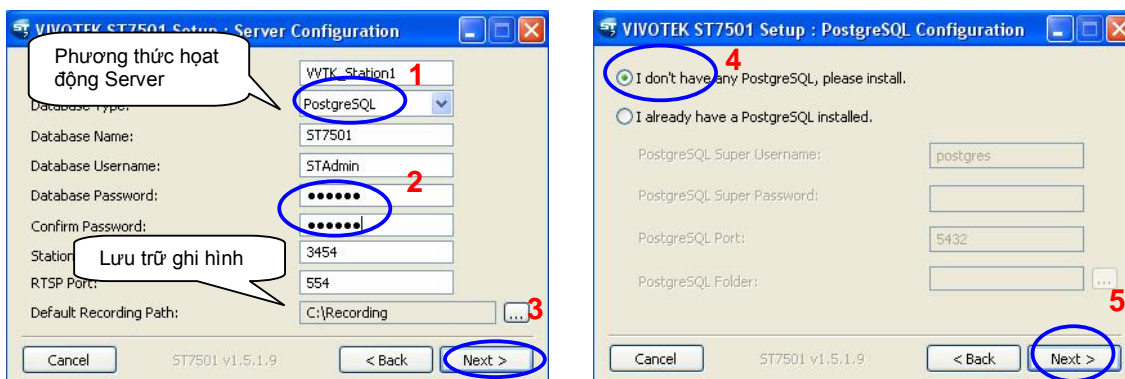 VIVOTEK ST7501 Setup : Server Configuration
Phương thức họat
động Server
VVTK_Station1
1
Database Type:
PostgreSQL
Database Name:
ST7501
Database Username:
STAdmin
2
Database Password:
●●●●●●
Confirm Password:
●●●●●●
Station
3454
Lưu trữ ghi hình
RTSP Port:
554
Default Recording Path:
C:\Recording
...
3
Cancel
ST7501 v1.5.1.9
< Back
Next >
VIVOTEK ST7501 Setup : PostgreSQL Configuration
4
I don't have any PostgreSQL, please install.
I already have a PostgreSQL installed.
PostgreSQL Super Username:
postgres
PostgreSQL Super Password:
PostgreSQL Port:
5432
PostgreSQL Folder:
...
5
Cancel
ST7501 v1.5.1.9
< Back
Next >